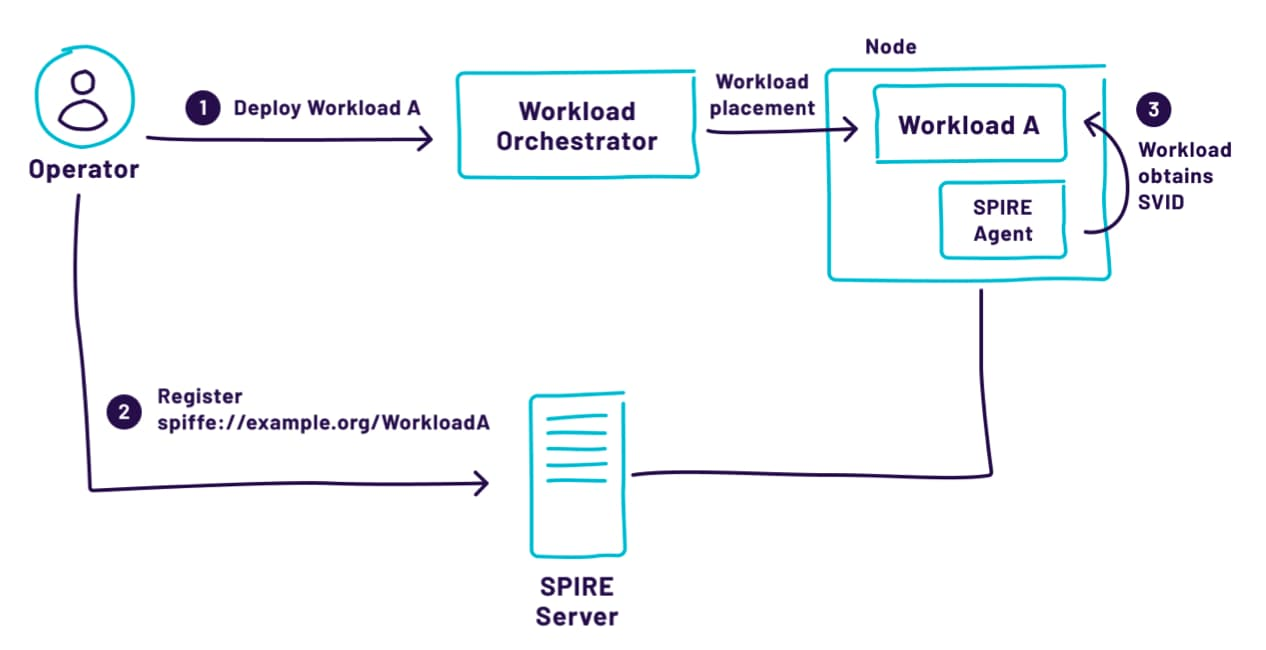 Node
1 Deploy Workload A
Workload
Orchestrator
Workload
placement
Workload A
3
Workload
obtains
SVID
Operator
SPIRE
Agent
2
Register
spiffe://example.org/WorkloadA
SPIRE
Server